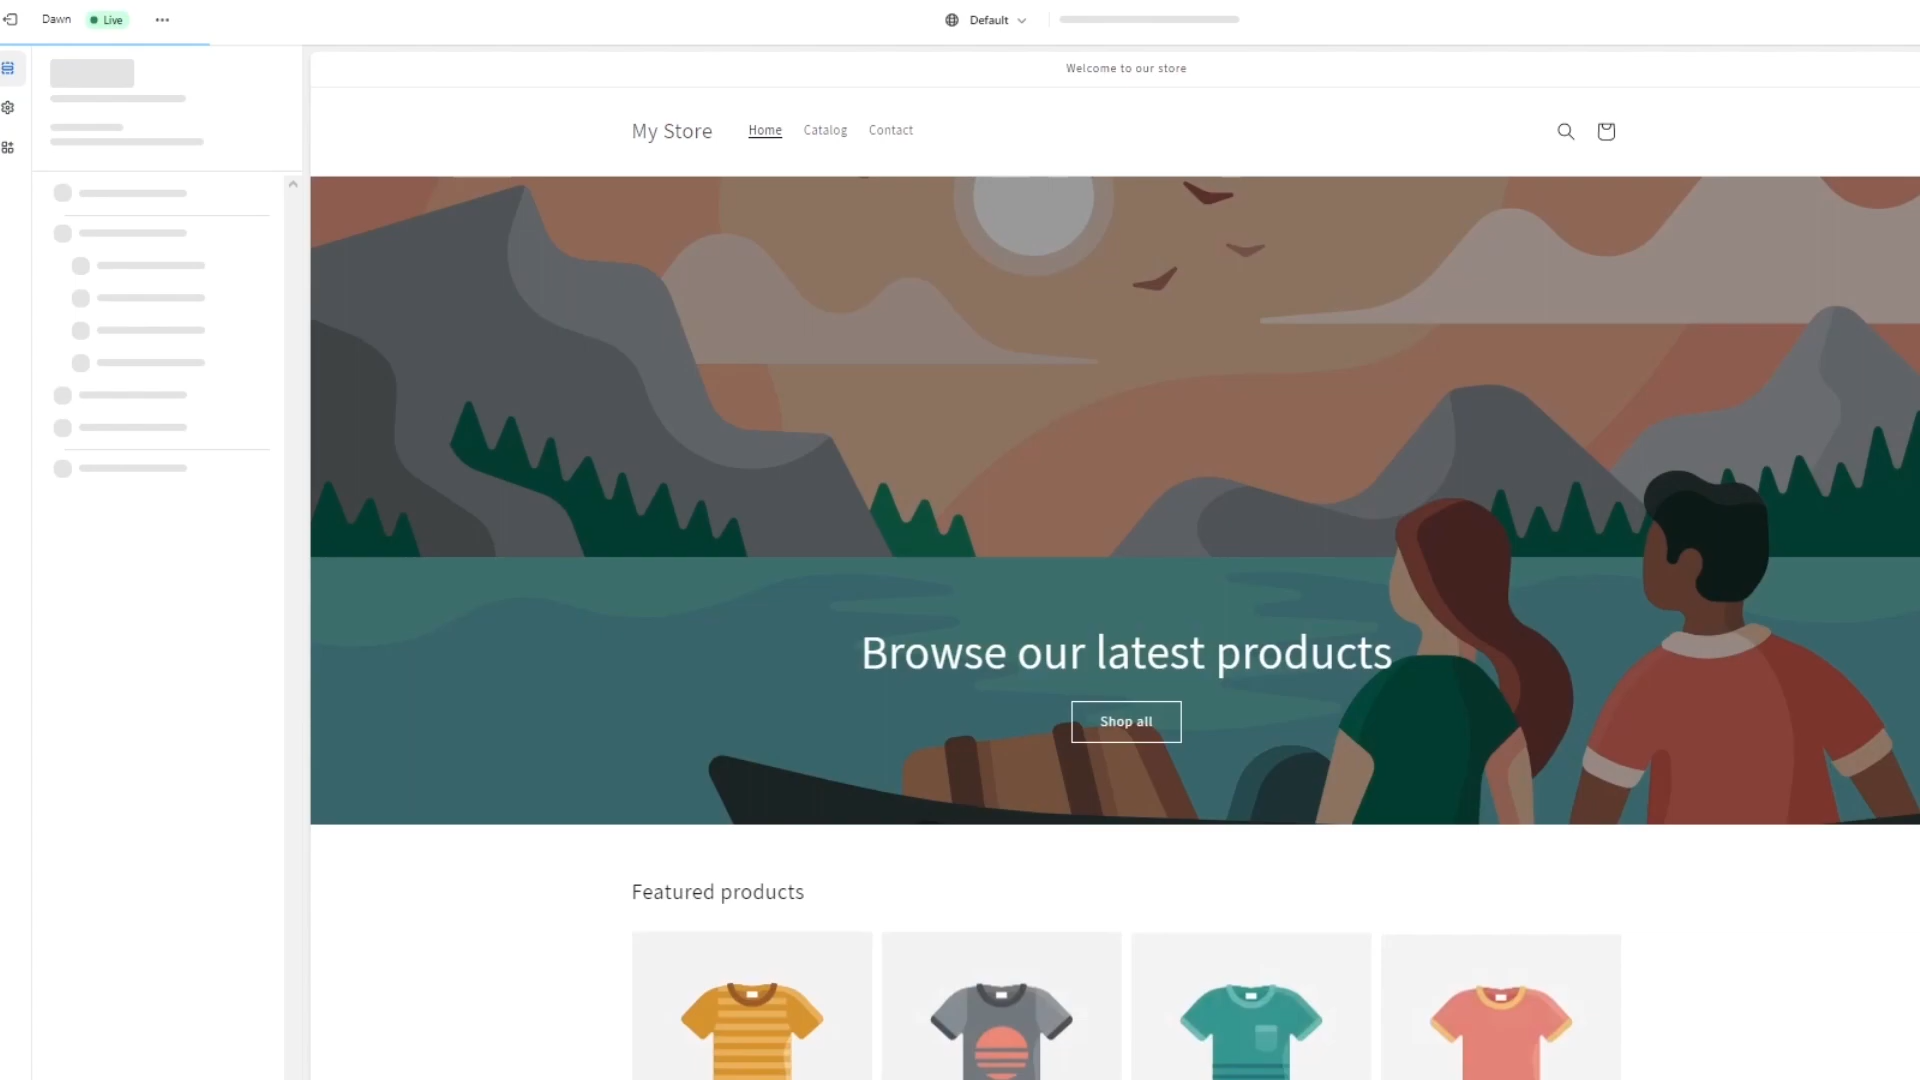 Dawn
Live
Default
Welcome to our store
My Store
Home
Catalog
Contact
Browse our latest products
Shop all
Featured products